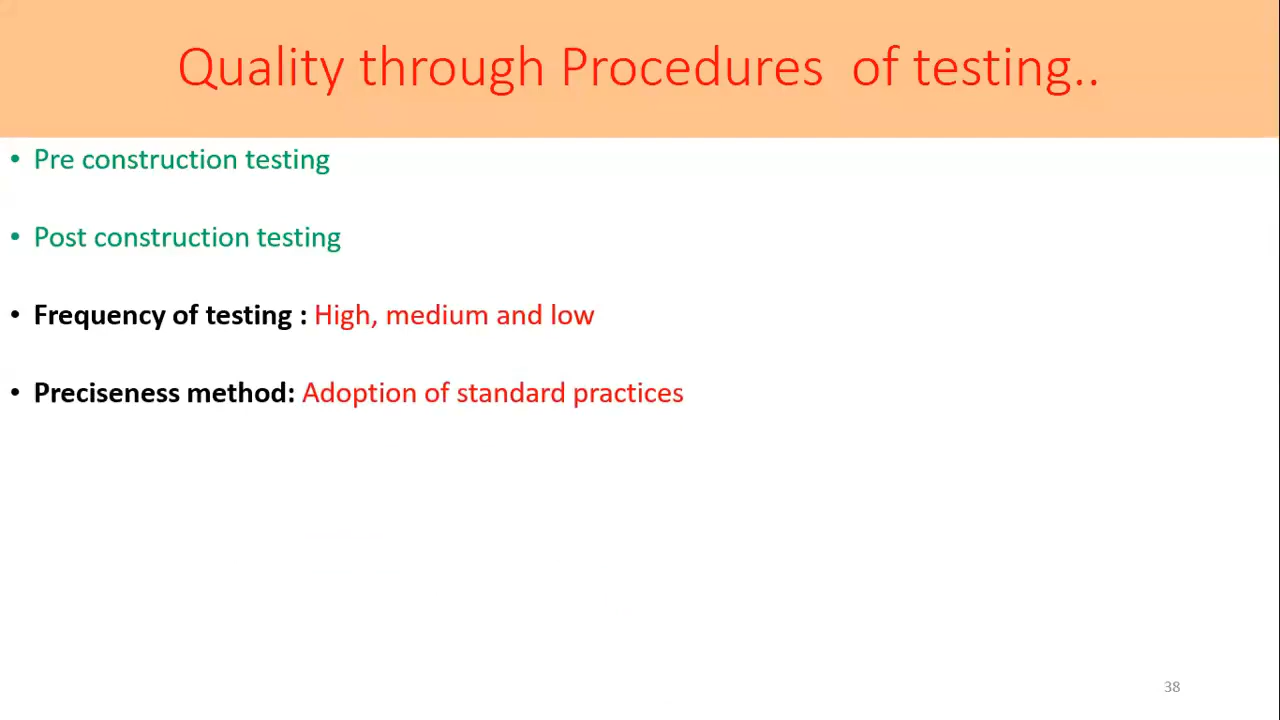 Quality through Procedures  of testing..
• Pre construction testing
• Post construction testing
• Frequency of testing : High, medium and low
• Preciseness method: Adoption of standard practices
38